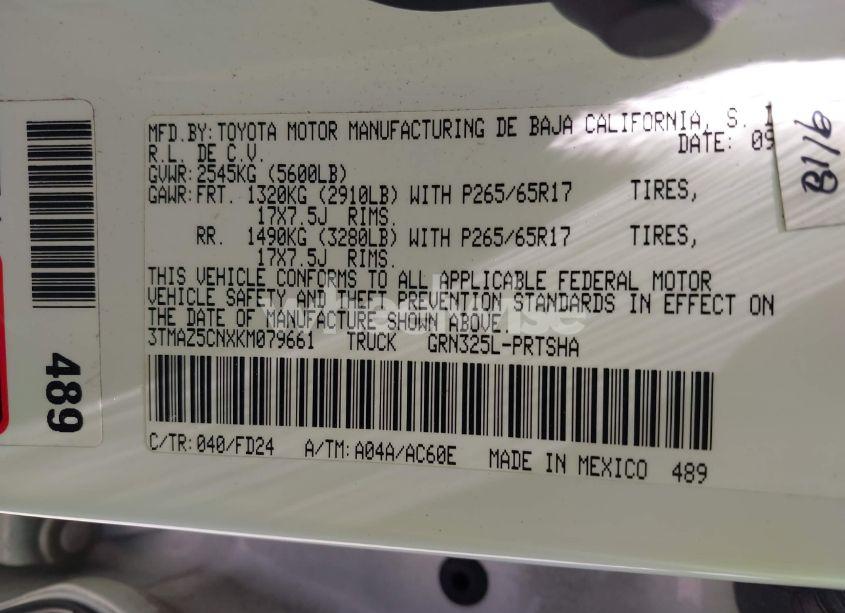 MFD.BY: TOYOTA MOTOR MANUFACTURING DE BAJA CALIFORNIA, S.
R.L. DE C.V.
DATE: 09
9/18
GVWR: 2545KG (5600LB)
GAWR: FRT. 1320KG (2910LB) WITH P265/65R17 TIRES,
17X7.5J RIMS.
RR. 1490KG (3280LB) WITH P265/65R17 TIRES,
17X7.5J RIMS.
THIS VEHICLE CONFORMS TO ALL APPLICABLE FEDERAL MOTOR
VEHICLE SAFETY AND THEFT PREVENTION STANDARDS IN EFFECT ON
THE DATE OF MANUFACTURE SHOWN ABOVE
3TMAZ5CNXKM079661 TRUCK GRN325L-PRTSHA
C/TR: 040/FD24 A/TM: A04A/AC60E MADE IN MEXICO 489
489